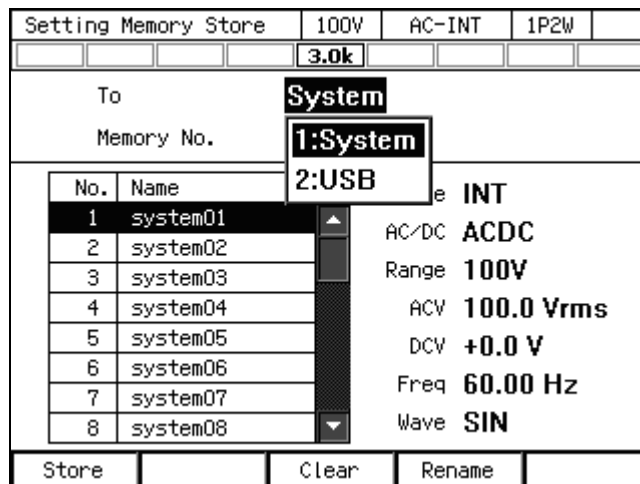 Setting Memory Store 100V AC-INT 1P2W
3.0k
To System
Memory No. 1:System
2:USB
No. Name
1 system01
2 system02
3 system03
4 system04
5 system05
6 system06
7 system07
8 system08
e INT
AC/DC ACDC
Range 100V
ACV 100.0 Vrms
DCV +0.0 V
Freq 60.00 Hz
Wave SIN
Store Clear Rename